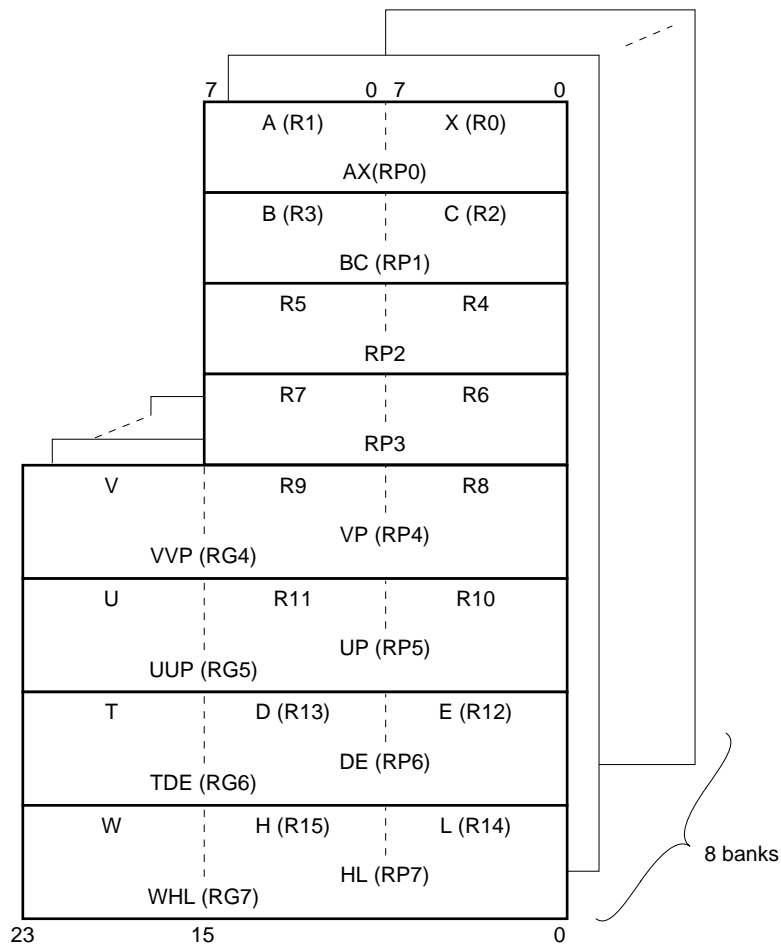 7 0 7 0
A (R1) X (R0)
AX(RP0)
B (R3) C (R2)
BC (RP1)
R5 R4
RP2
R7 R6
RP3
V R9 R8
VP (RP4)
VVP (RG4)
U R11 R10
UP (RP5)
UUP (RG5)
T D (R13) E (R12)
DE (RP6)
TDE (RG6)
W H (R15) L (R14)
HL (RP7)
8 banks
WHL (RG7)
23 15 0